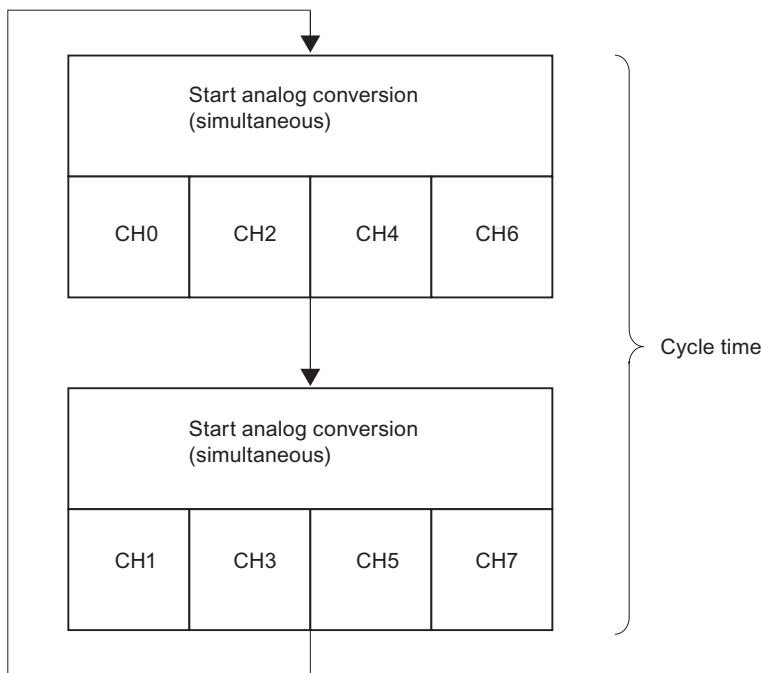 Start analog conversion
(simultaneous)
CH0 CH2 CH4 CH6
Cycle time
Start analog conversion
(simultaneous)
CH1 CH3 CH5 CH7